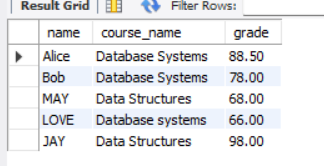 Result Grid Filter Rows:
name course_name grade
Alice Database Systems 88.50
Bob Database Systems 78.00
MAY Data Structures 68.00
LOVE Database systems 66.00
JAY Data Structures 98.00